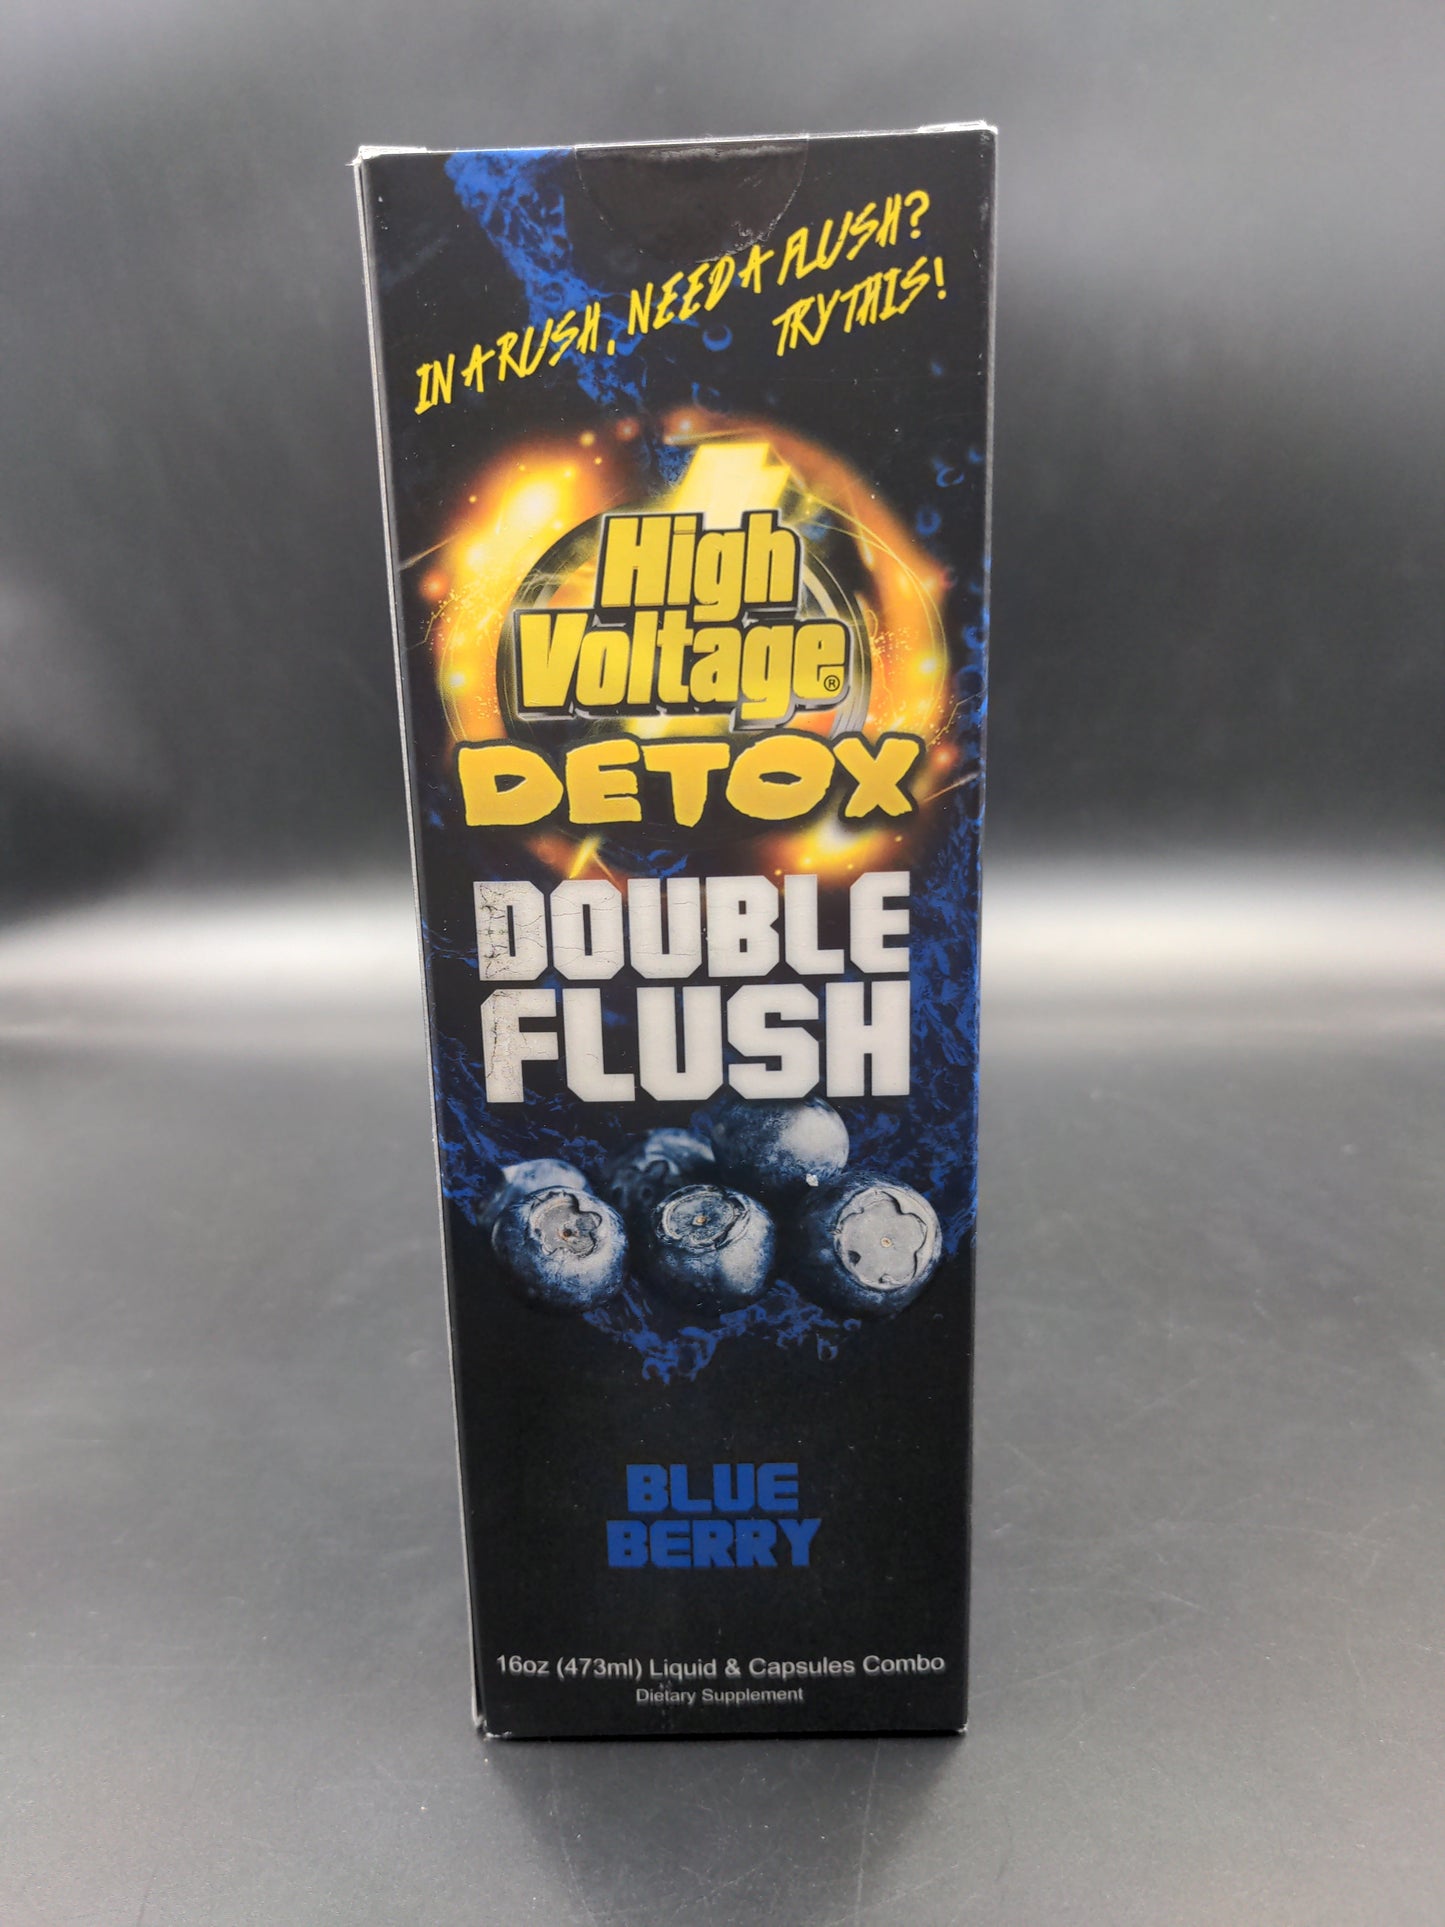 IN A RUSH, NEED A FLUSH?
TRY THIS!
High
Voltage®
DETOX
DOUBLE
FLUSH
BLUE
BERRY
16oz (473ml) Liquid & Capsules Combo
Dietary Supplement